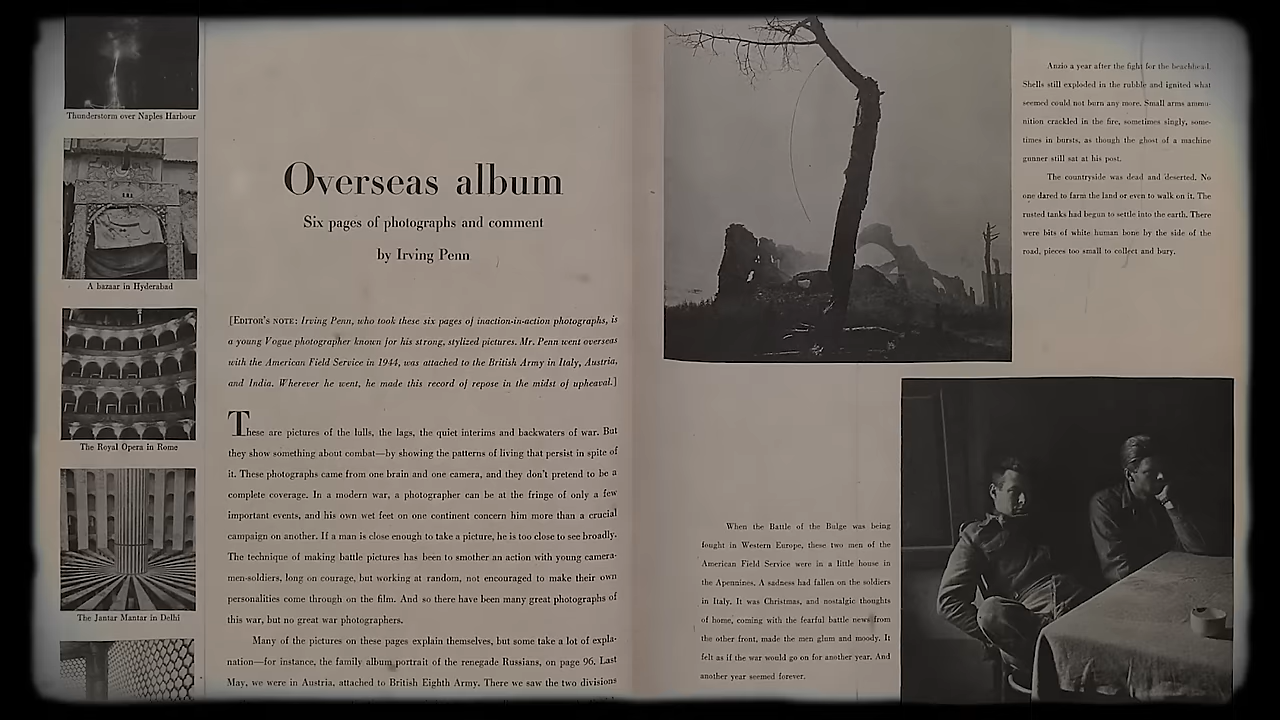 Thunderstorm over Naples Harbour
A bazaar in Hyderabad
The Royal Opera in Rome
The Jantar Mantar in Delhi
Overseas album
Six pages of photographs and comment
by Irving Penn
[EDITOR'S NOTE: Irving Penn, who took these six pages of inaction-in-action photographs, is
a young Vogue photographer known for his strong, stylized pictures. Mr. Penn went overseas
with the American Field Service in 1944, was attached to the British Army in Italy, Austria,
and India. Wherever he went, he made this record of repose in the midst of upheaval.]
These are pictures of the lulls, the lags, the quiet interims and backwaters of war. But
they show something about combat—by showing the patterns of living that persist in spite of
it. These photographs came from one brain and one camera, and they don't pretend to be a
complete coverage. In a modern war, a photographer can be at the fringe of only a few
important events, and his own wet feet on one continent concern him more than a crucial
campaign on another. If a man is close enough to take a picture, he is too close to see broadly.
The technique of making battle pictures has been to smother an action with young camera-
men-soldiers, long on courage, but working at random, not encouraged to make their own
personalities come through on the film. And so there have been many great photographs of
this war, but no great war photographers.
Many of the pictures on these pages explain themselves, but some take a lot of expla-
nation—for instance, the family album portrait of the renegade Russians, on page 96. Last
May, we were in Austria, attached to British Eighth Army. There we saw the two divisions
Anzio a year after the fight for the beachhead.
Shells still exploded in the rubble and ignited what
seemed could not burn any more. Small arms ammu-
nition crackled in the fire, sometimes singly, some-
times in bursts, as though the ghost of a machine
gunner still sat at his post.
The countryside was dead and deserted. No
one dared to farm the land or even to walk on it. The
rusted tanks had begun to settle into the earth. There
were bits of white human bone by the side of the
road, pieces too small to collect and bury.
When the Battle of the Bulge was being
fought in Western Europe, these two men of the
American Field Service were in a little house in
the Apennines. A sadness had fallen on the soldiers
in Italy. It was Christmas, and nostalgic thoughts
of home, coming with the fearful battle news from
the other front, made the men glum and moody. It
felt as if the war would go on for another year. And
another year seemed forever.